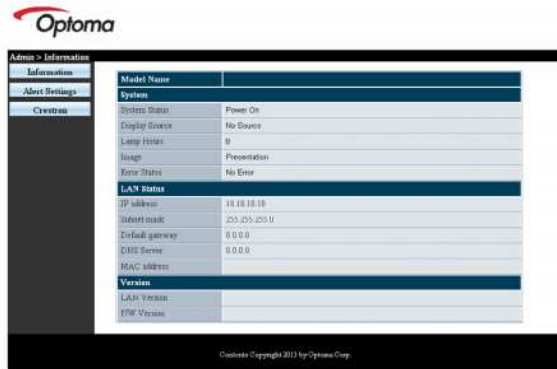 Optoma
Admin > Information
Information
Alert Settings
Crestron
Model Name
System
System Status Power On
Display Source No Source
Lamp Hours 0
Image Presentation
Error Status No Error
LAN Status
IP address 10.10.10.10
Subnet mask 255.255.255.0
Default gateway 0.0.0.0
DNS Server 0.0.0.0
MAC address
Version
LAN Version
F/W Version
Contents Copyright 2013 by Optoma Corp.